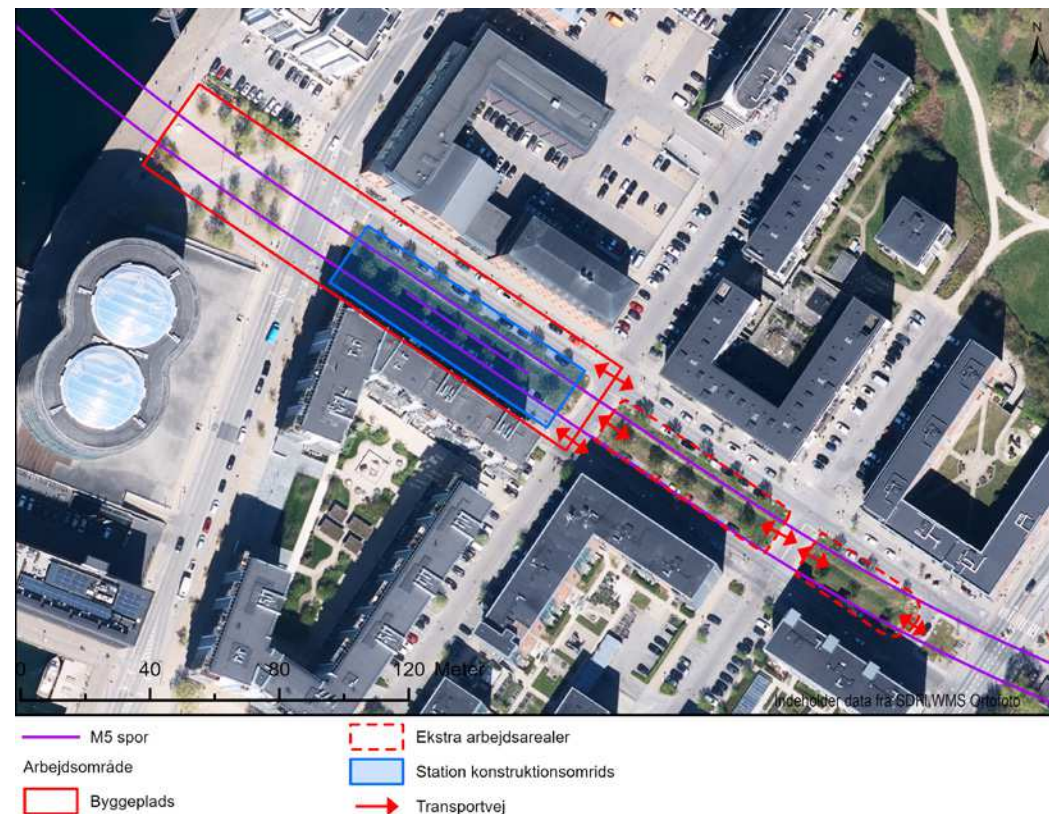 N
0 40 80 120 Meter
Indeholder data fra SDFI,WMS Ortofoto
M5 spor
Arbejdsområde
Byggeplads
Ekstra arbejdsarealer
Station konstruktionsomrids
Transportvej